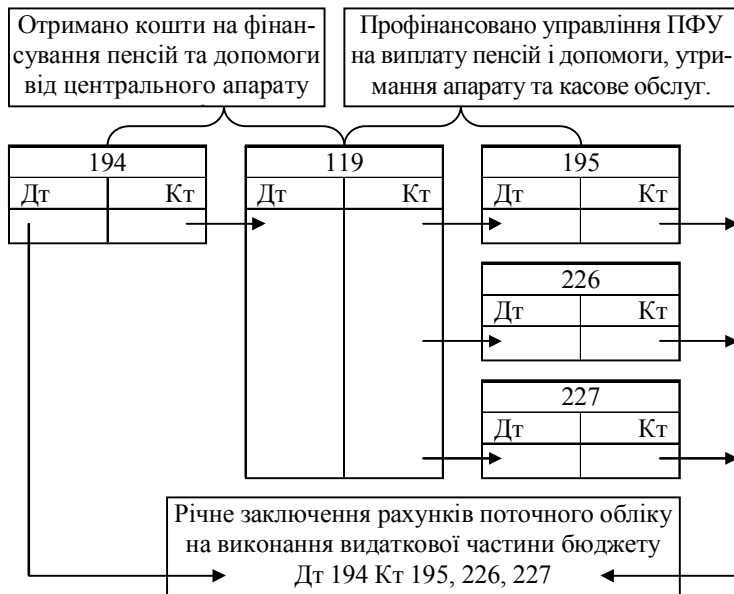 Отримано кошти на фінан-
сування пенсій та допомоги
від центрального апарату
Профінансовано управління ПФУ
на виплату пенсій і допомоги, утри-
мання апарату та касове обслуг.
194
Дт Кт
119
Дт Кт
195
Дт Кт
226
Дт Кт
227
Дт Кт
Річне заключення рахунків поточного обліку
на виконання видаткової частини бюджету
Дт 194 Кт 195, 226, 227